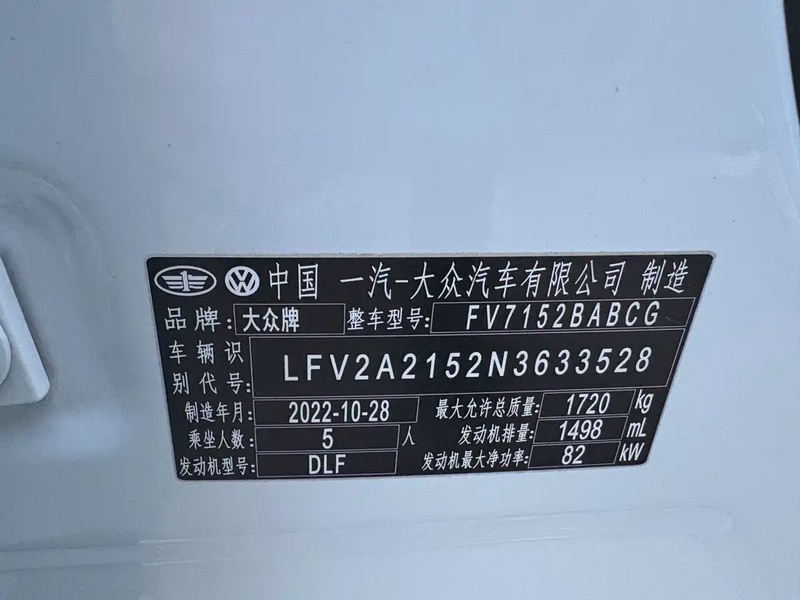 中国 一汽-大众汽车有限公司 制造
品牌: 大众牌 整车型号: FV7152BABCG
车辆识别代号: LFV2A2152N3633528
制造年月: 2022-10-28 最大允许总质量: 1720 kg
乘坐人数: 5 人 发动机排量: 1498 mL
发动机型号: DLF 发动机最大净功率: 82 kW